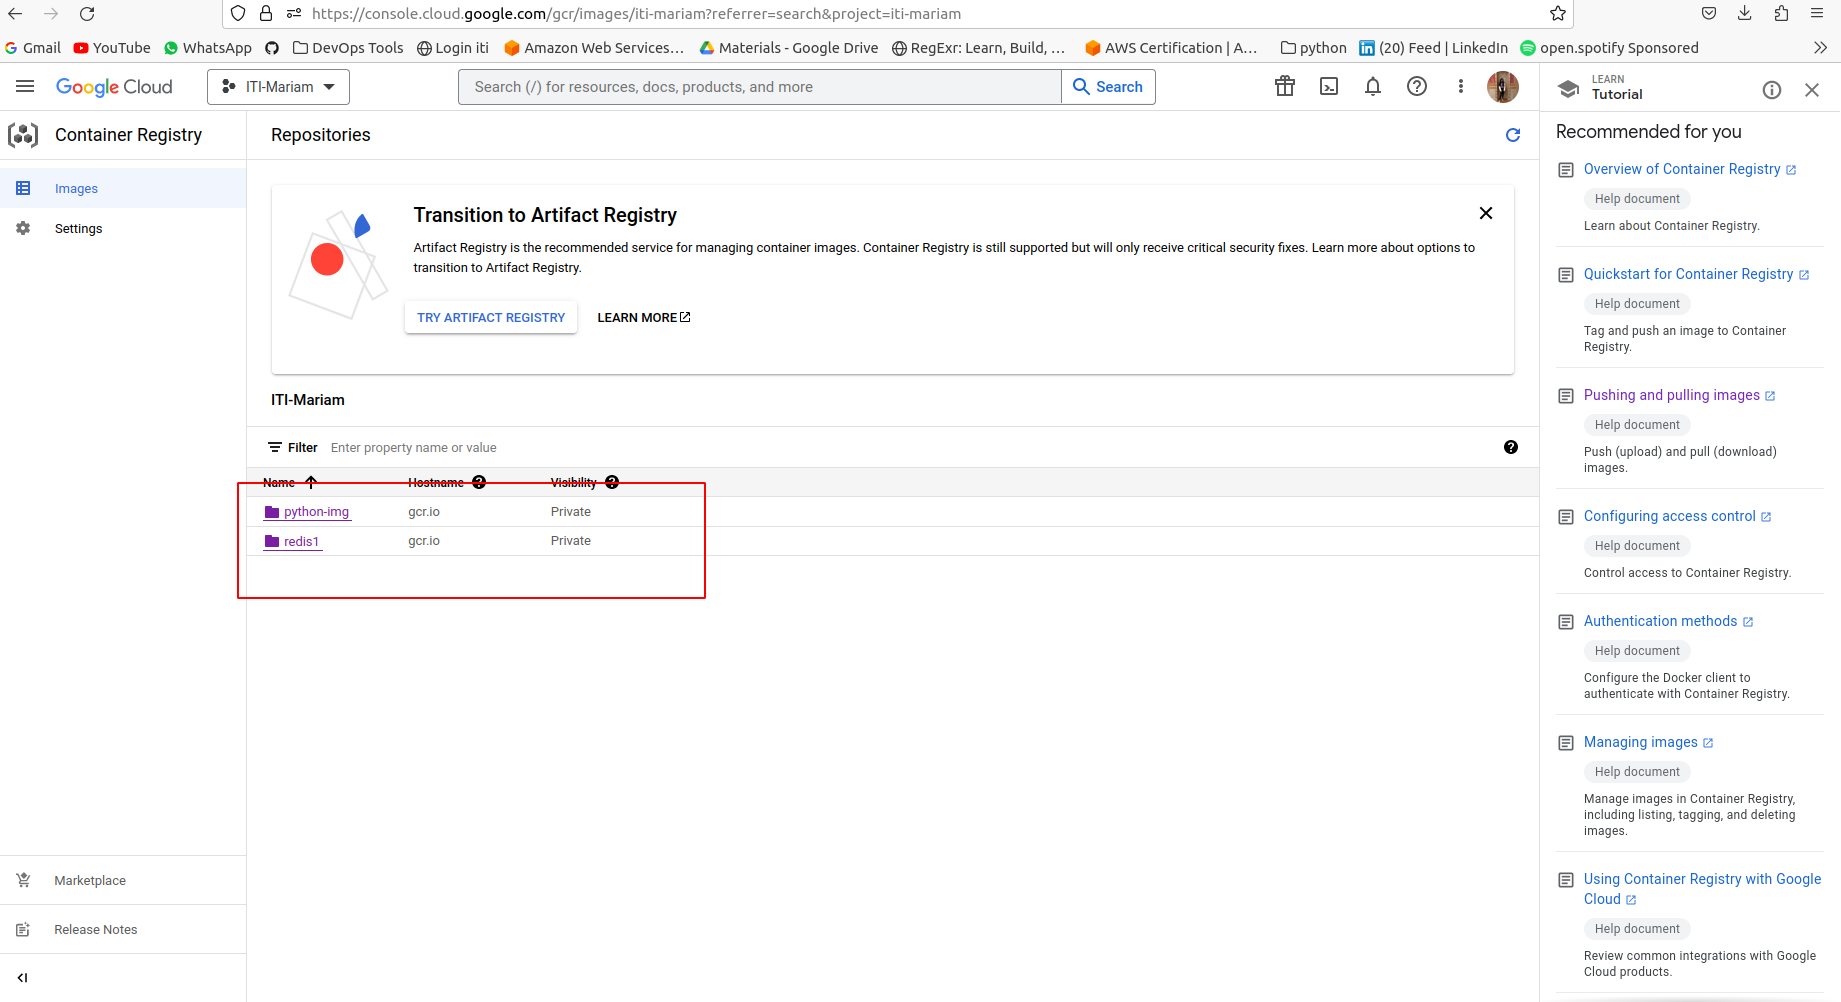 https://console.cloud.google.com/gcr/images/iti-mariam?referrer=search&project=iti-mariam
Gmail YouTube WhatsApp DevOps Tools Login iti Amazon Web Services… Materials - Google Drive RegExr: Learn, Build, … AWS Certification | A… python (20) Feed | LinkedIn open.spotify Sponsored
Google Cloud ITI-Mariam Search (/) for resources, docs, products, and more Search
LEARN
Tutorial
Container Registry
Images
Settings
Marketplace
Release Notes
Repositories
Transition to Artifact Registry
Artifact Registry is the recommended service for managing container images. Container Registry is still supported but will only receive critical security fixes. Learn more about options to
transition to Artifact Registry.
TRY ARTIFACT REGISTRY LEARN MORE
ITI-Mariam
Filter Enter property name or value
Name Hostname Visibility
python-img gcr.io Private
redis1 gcr.io Private
Recommended for you
Overview of Container Registry
Help document
Learn about Container Registry.
Quickstart for Container Registry
Help document
Tag and push an image to Container
Registry.
Pushing and pulling images
Help document
Push (upload) and pull (download)
images.
Configuring access control
Help document
Control access to Container Registry.
Authentication methods
Help document
Configure the Docker client to
authenticate with Container Registry.
Managing images
Help document
Manage images in Container Registry,
including listing, tagging, and deleting
images.
Using Container Registry with Google
Cloud
Help document
Review common integrations with Google
Cloud products.